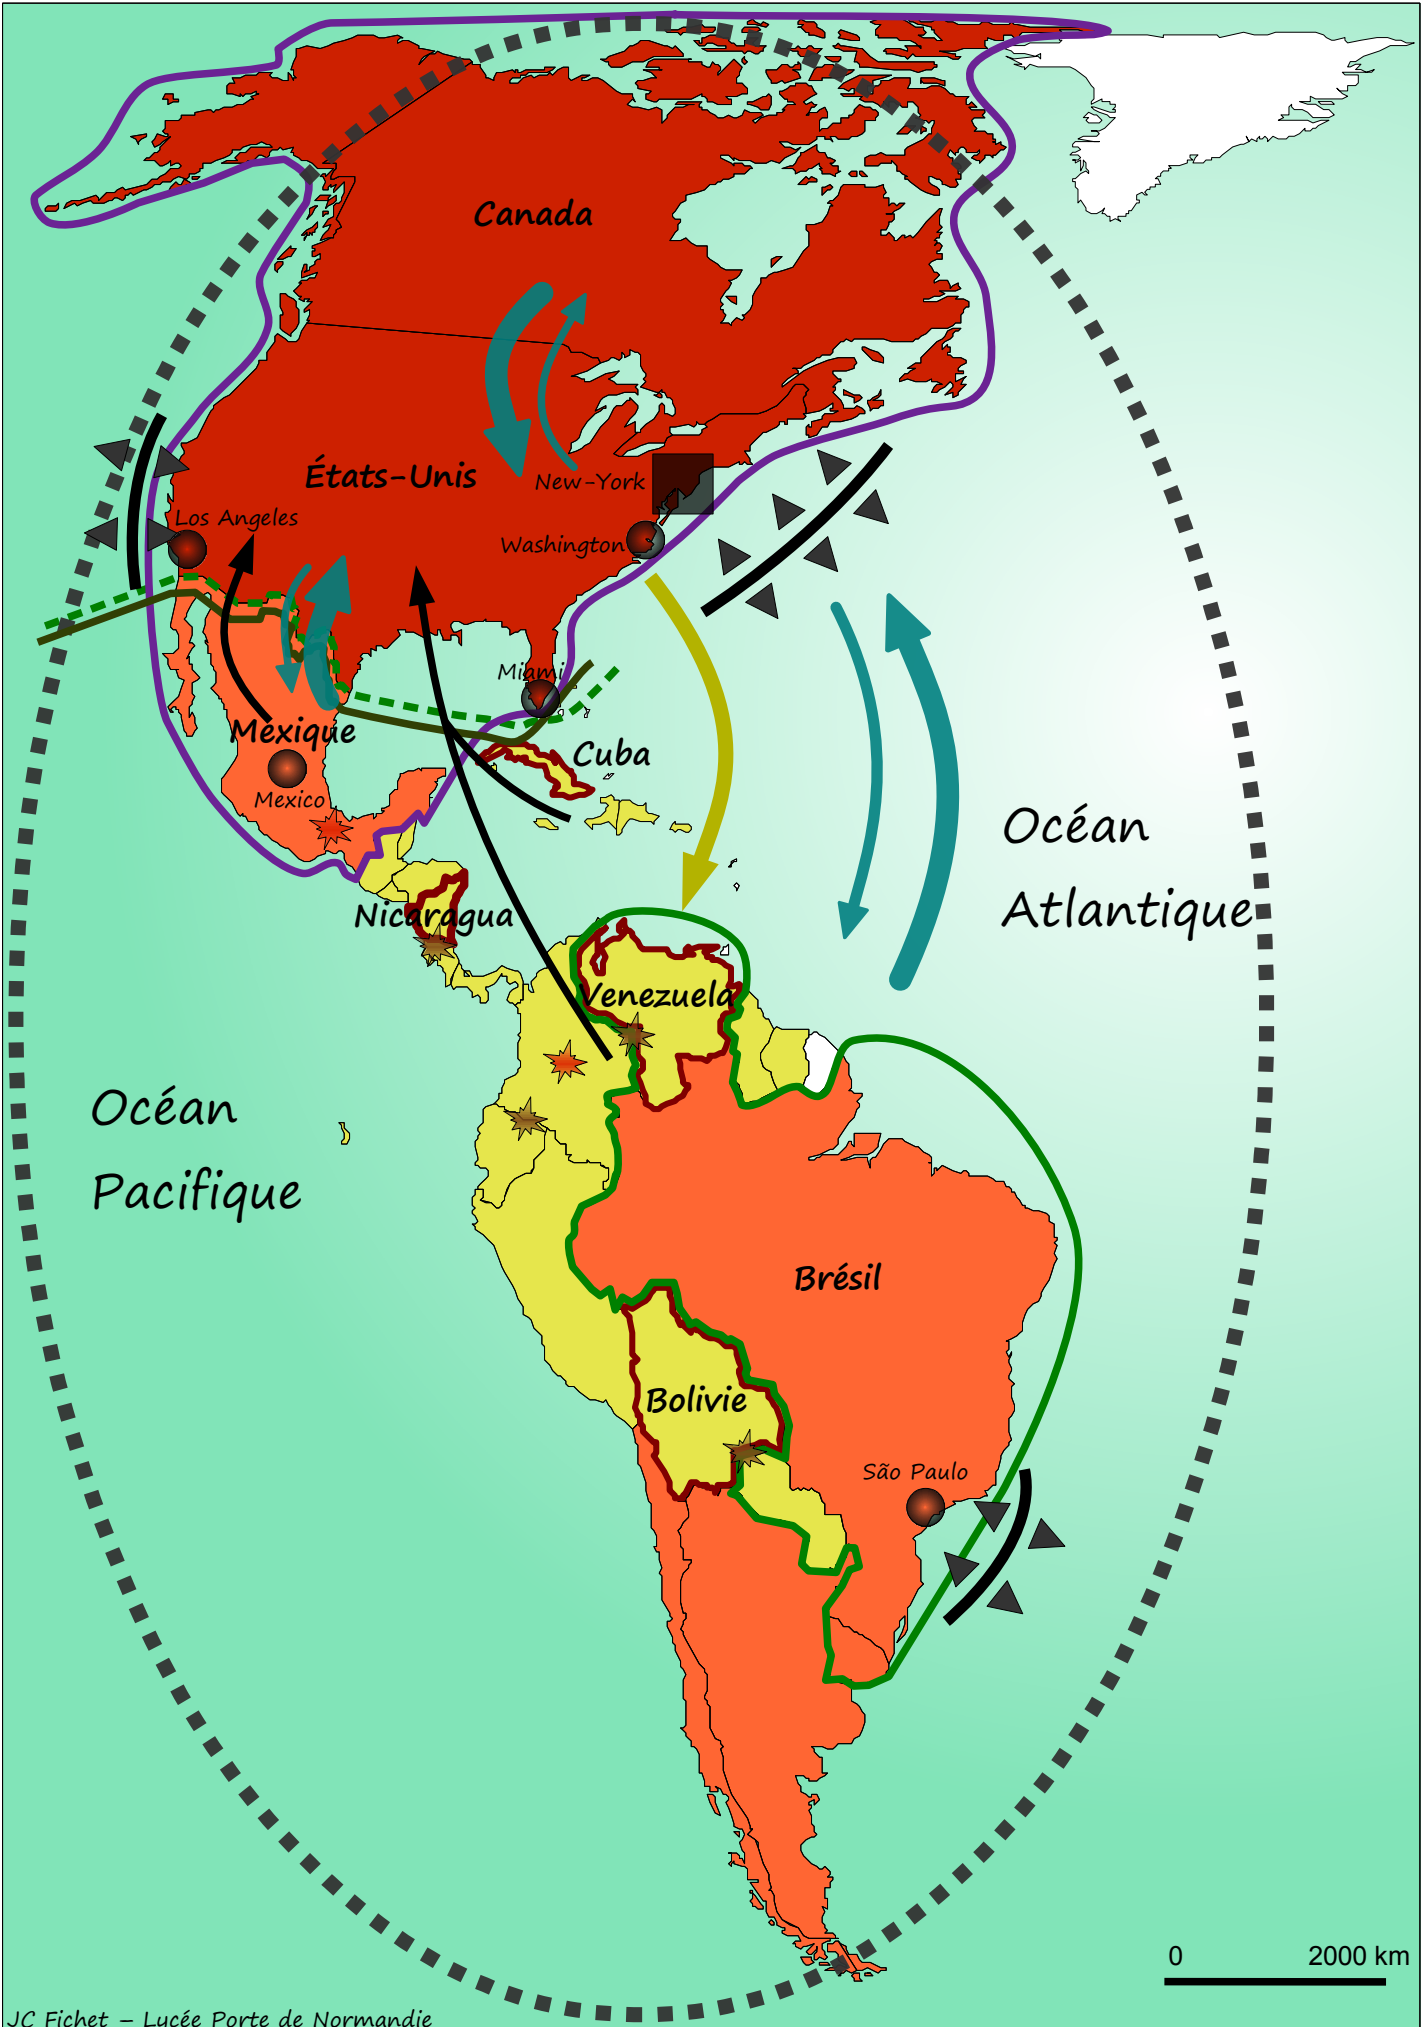 Canada
États-Unis
New-York
Los Angeles
Washington
Miami
Mexique
Cuba
Mexico
Océan
Atlantique
Nicaragua
Venezuela
Océan
Pacifique
Brésil
Bolivie
São Paulo
0 2000 km
JC Fichet – Lycée Porte de Normandie